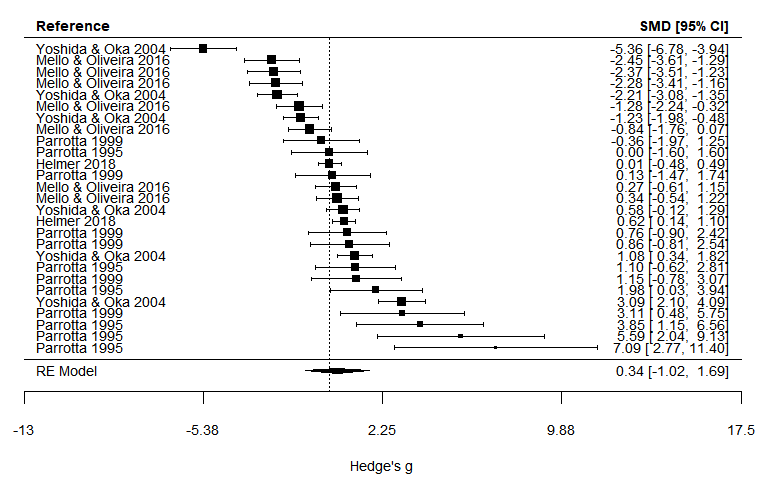 Reference SMD [95% CI]
Yoshida & Oka 2004 -5.36 [-6.78, -3.94]
Mello & Oliveira 2016 -2.45 [-3.61, -1.29]
Mello & Oliveira 2016 -2.37 [-3.51, -1.23]
Mello & Oliveira 2016 -2.28 [-3.41, -1.16]
Yoshida & Oka 2004 -2.21 [-3.08, -1.35]
Mello & Oliveira 2016 -1.28 [-2.24, -0.32]
Yoshida & Oka 2004 -1.23 [-1.98, -0.48]
Mello & Oliveira 2016 -0.84 [-1.76, 0.07]
Parrotta 1999 -0.36 [-1.97, 1.25]
Parrotta 1995 0.00 [-1.60, 1.60]
Helmer 2018 0.01 [-0.48, 0.49]
Parrotta 1999 0.13 [-1.47, 1.74]
Mello & Oliveira 2016 0.27 [-0.61, 1.15]
Mello & Oliveira 2016 0.34 [-0.54, 1.22]
Yoshida & Oka 2004 0.58 [-0.12, 1.29]
Helmer 2018 0.62 [ 0.14, 1.10]
Parrotta 1999 0.76 [-0.90, 2.42]
Parrotta 1999 0.86 [-0.81, 2.54]
Yoshida & Oka 2004 1.08 [ 0.34, 1.82]
Parrotta 1995 1.10 [-0.62, 2.81]
Parrotta 1999 1.15 [-0.78, 3.07]
Parrotta 1995 1.98 [ 0.03, 3.94]
Yoshida & Oka 2004 3.09 [ 2.10, 4.09]
Parrotta 1999 3.11 [ 0.48, 5.75]
Parrotta 1995 3.85 [ 1.15, 6.56]
Parrotta 1995 5.59 [ 2.04, 9.13]
Parrotta 1995 7.09 [ 2.77, 11.40]
RE Model 0.34 [-1.02, 1.69]
-13 -5.38 2.25 9.88 17.5
Hedge's g